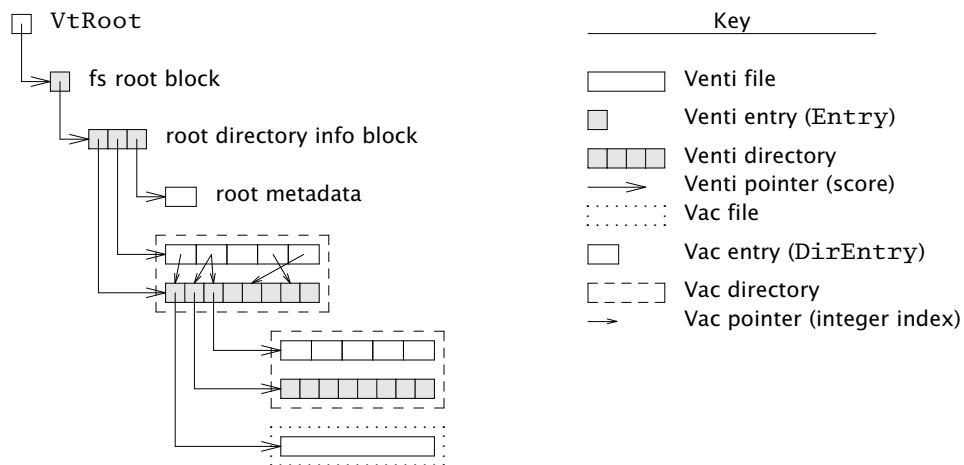 VtRoot
fs root block
root directory info block
root metadata
Key
Venti file
Venti entry (Entry)
Venti directory
Venti pointer (score)
Vac file
Vac entry (DirEntry)
Vac directory
Vac pointer (integer index)